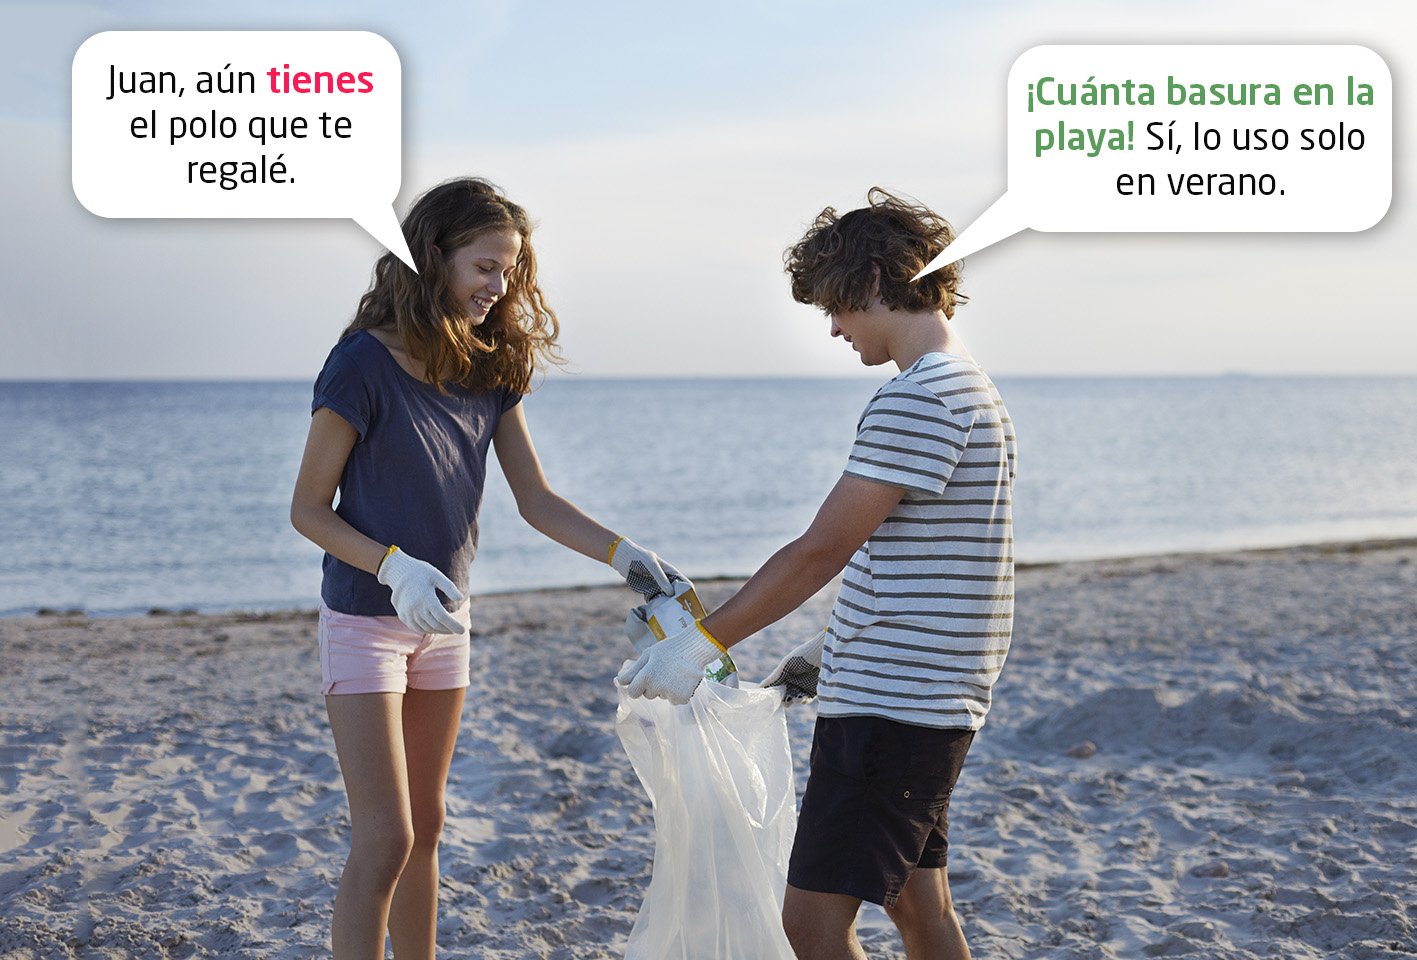 Juan, aún tienes
el polo que te
regalé.
¡Cuánta basura en la
playa! Sí, lo uso solo
en verano.